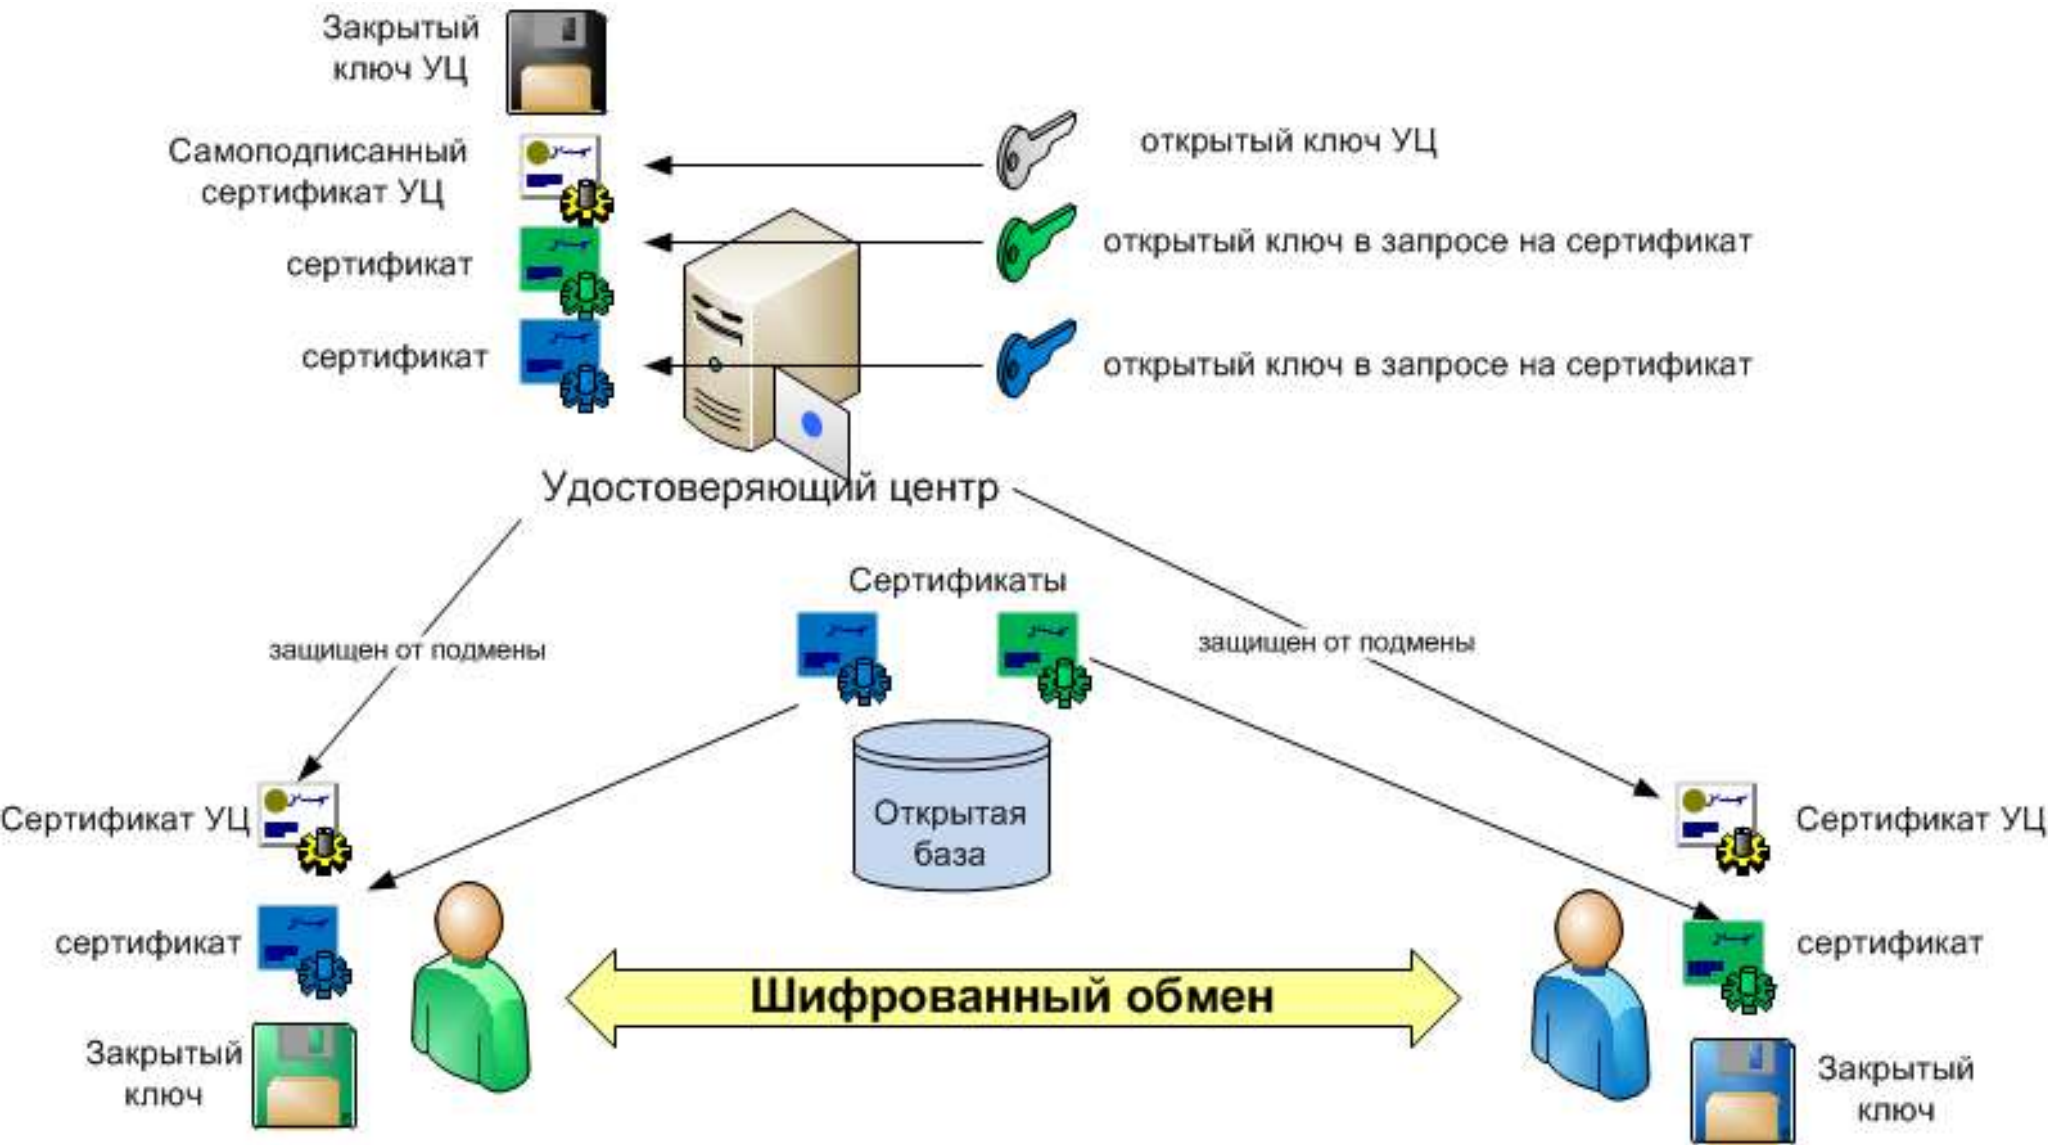 Закрытый
ключ УЦ
Самоподписанный
сертификат УЦ
открытый ключ УЦ
сертификат
открытый ключ в запросе на сертификат
сертификат
открытый ключ в запросе на сертификат
Удостоверяющий центр
Сертификаты
защищен от подмены
защищен от подмены
Сертификат УЦ
Открытая
база
Сертификат УЦ
сертификат
сертификат
Шифрованный обмен
Закрытый
ключ
Закрытый
ключ